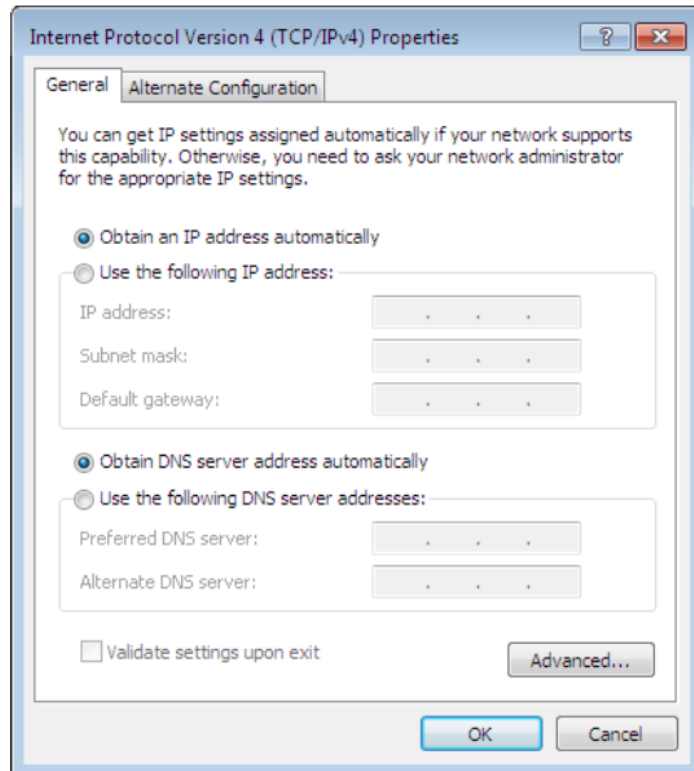 Internet Protocol Version 4 (TCP/IPv4) Properties
?
General
Alternate Configuration
You can get IP settings assigned automatically if your network supports
this capability. Otherwise, you need to ask your network administrator
for the appropriate IP settings.
Obtain an IP address automatically
Use the following IP address:
IP address:
. . .
Subnet mask:
. . .
Default gateway:
. . .
Obtain DNS server address automatically
Use the following DNS server addresses:
Preferred DNS server:
. . .
Alternate DNS server:
. . .
Validate settings upon exit
Advanced...
OK
Cancel